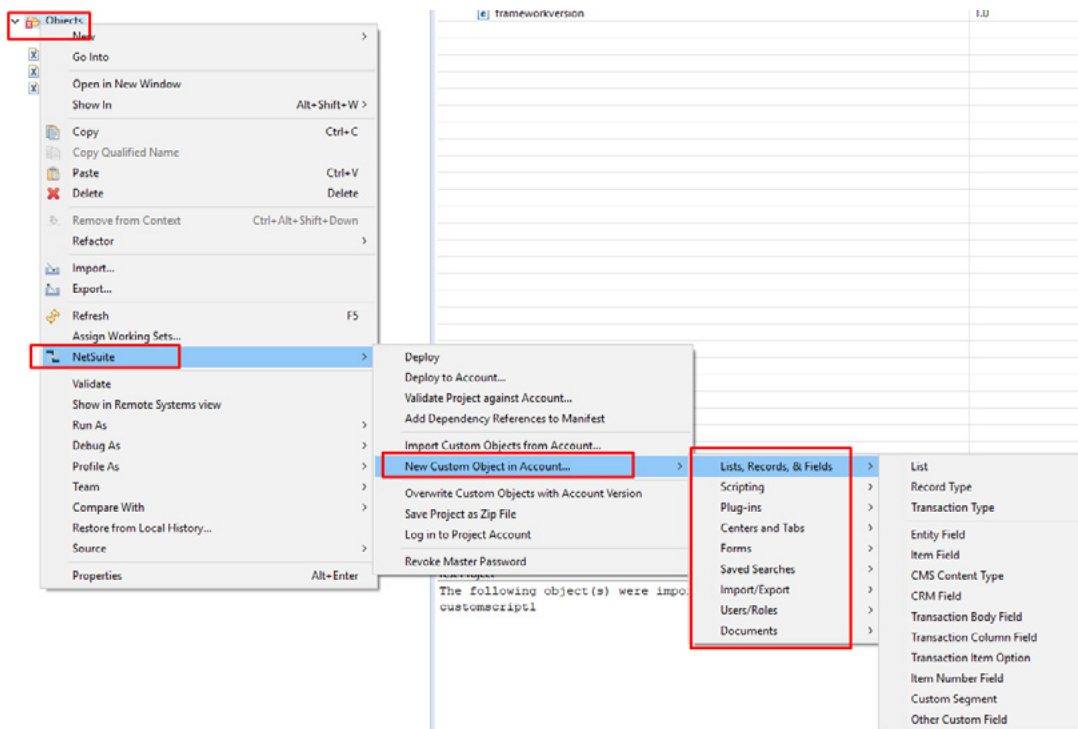 Objects
frameworkversion 1.0
New
Go Into
Open in New Window
Show In Alt+Shift+W >
Copy Ctrl+C
Copy Qualified Name
Paste Ctrl+V
Delete Delete
Remove from Context Ctrl+Alt+Shift+Down
Refactor
Import...
Export...
Refresh F5
Assign Working Sets...
NetSuite
Validate
Show in Remote Systems view
Run As
Debug As
Profile As
Team
Compare With
Restore from Local History...
Source
Properties Alt+Enter
Deploy
Deploy to Account...
Validate Project against Account...
Add Dependency References to Manifest
Import Custom Objects from Account...
New Custom Object in Account...
Overwrite Custom Objects with Account Version
Save Project as Zip File
Log in to Project Account
Revoke Master Password
Lists, Records, & Fields
Scripting
Plug-ins
Centers and Tabs
Forms
Saved Searches
Import/Export
Users/Roles
Documents
List
Record Type
Transaction Type
Entity Field
Item Field
CMS Content Type
CRM Field
Transaction Body Field
Transaction Column Field
Transaction Item Option
Item Number Field
Custom Segment
Other Custom Field
The following object(s) were impo
customscript1